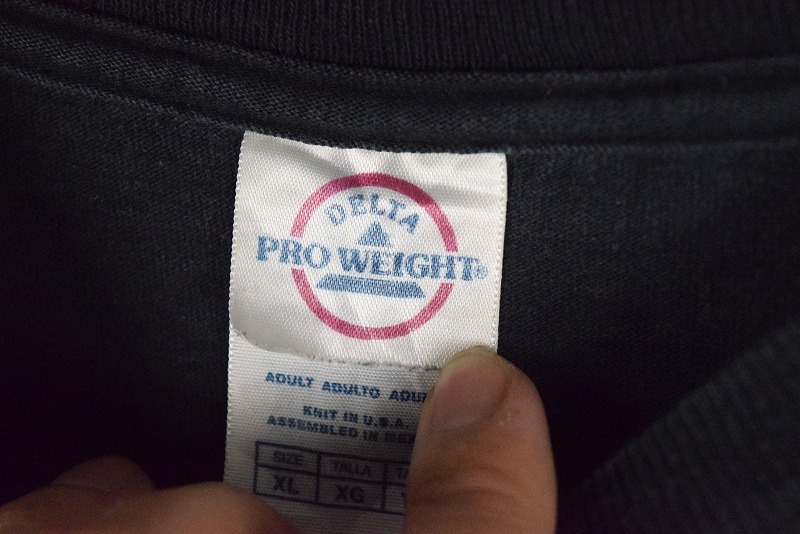 DELTA
PRO WEIGHT®
ADULT ADULTO
KNIT IN U.S.A.
ASSEMBLED IN
SIZE TALLA
XL XG